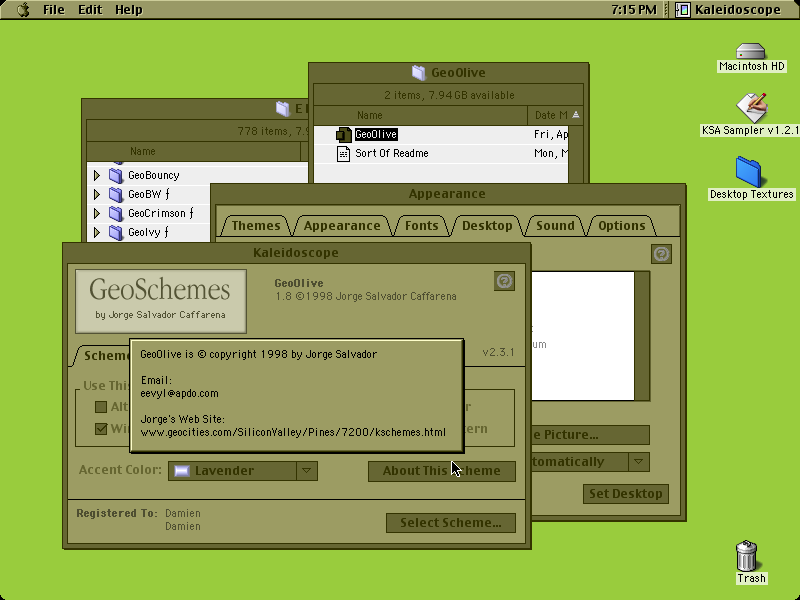 File Edit Help
7:15 PM
Kaleidoscope
Macintosh HD
KSA Sampler v1.2.1
Desktop Textures
Trash
GeoOlive
2 items, 7.94 GB available
Name
Date M
GeoOlive
Fri, Ap
Sort Of Readme
Mon, M
778 items, 7.9
Name
GeoBouncy
GeoBW ƒ
GeoCrimson ƒ
GeoIvy ƒ
Appearance
Themes
Appearance
Fonts
Desktop
Sound
Options
e Picture...
tomatically
Set Desktop
Kaleidoscope
GeoSchemes
by Jorge Salvador Caffarena
GeoOlive
1.8 ©1998 Jorge Salvador Caffarena
Scheme
v2.3.1
Use This
GeoOlive is © copyright 1998 by Jorge Salvador
Email:
eevyl@apdo.com
Jorge's Web Site:
www.geocities.com/SiliconValley/Pines/7200/kschemes.html
Accent Color:
Lavender
About This Scheme
Registered To: Damien
Damien
Select Scheme...